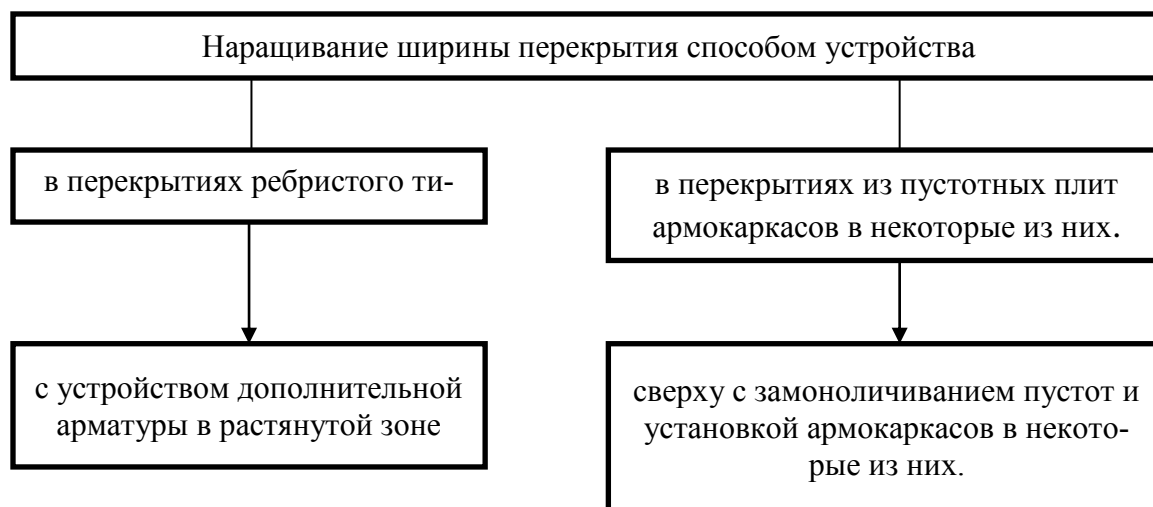 Наращивание ширины перекрытия способом устройства
в перекрытиях ребристого ти-
в перекрытиях из пустотных плит
армокаркасов в некоторые из них.
с устройством дополнительной
арматуры в растянутой зоне
сверху с замоноличиванием пустот и
установкой армокаркасов в некото-
рые из них.